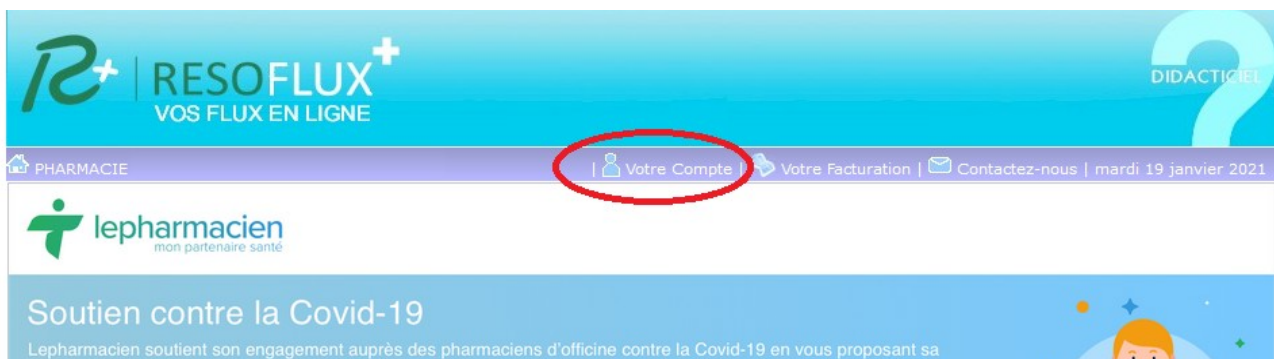 R+ | RESOFLUX+
VOS FLUX EN LIGNE
DIDACTICIEL
?
PHARMACIE | Votre Compte | Votre Facturation | Contactez-nous | mardi 19 janvier 2021
lepharmacien
mon partenaire santé
Soutien contre la Covid-19
Lepharmacien soutient son engagement auprès des pharmaciens d'officine contre la Covid-19 en vous proposant sa